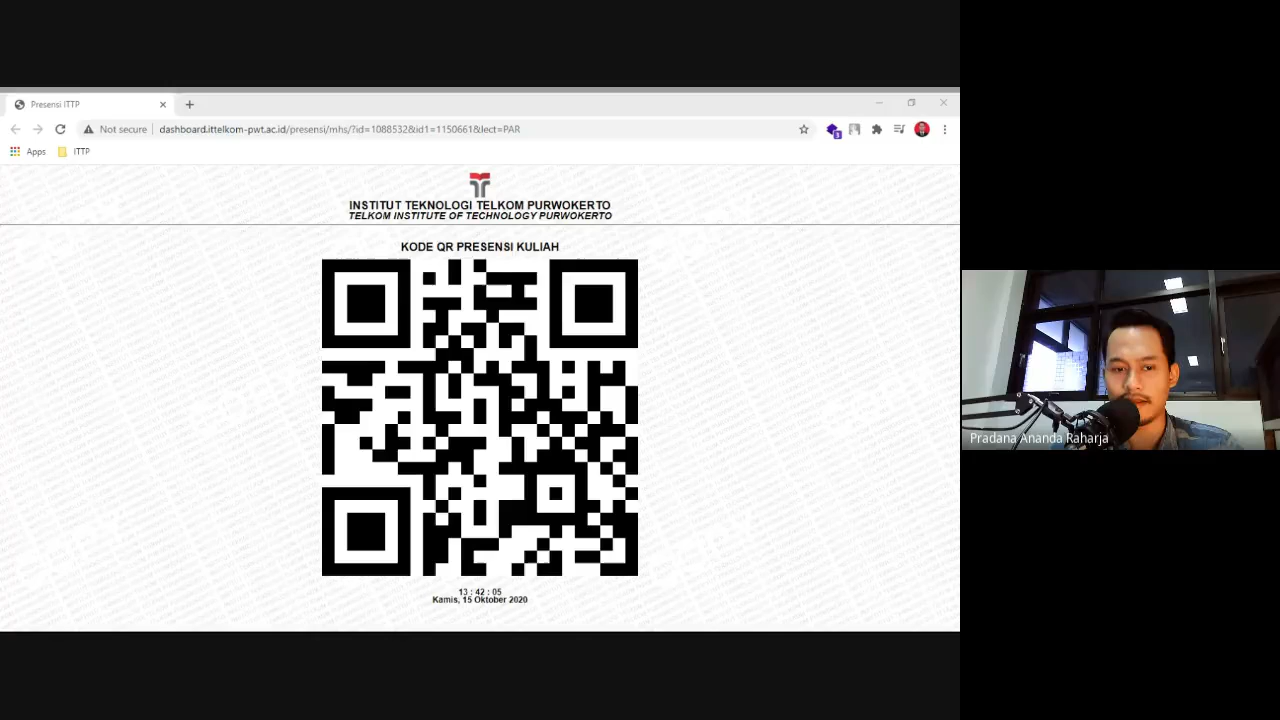 Presensi ITTP
Not secure
dashboard.ittelkom-pwt.ac.id/presensi/mhs/?id=1088532&id1=1150661&lect=PAR
3
Apps
ITTP
INSTITUT TEKNOLOGI TELKOM PURWOKERTO
TELKOM INSTITUTE OF TECHNOLOGY PURWOKERTO
KODE QR PRESENSI KULIAH
13 : 42 : 05
Kamis, 15 Oktober 2020
Pradana Ananda Raharja